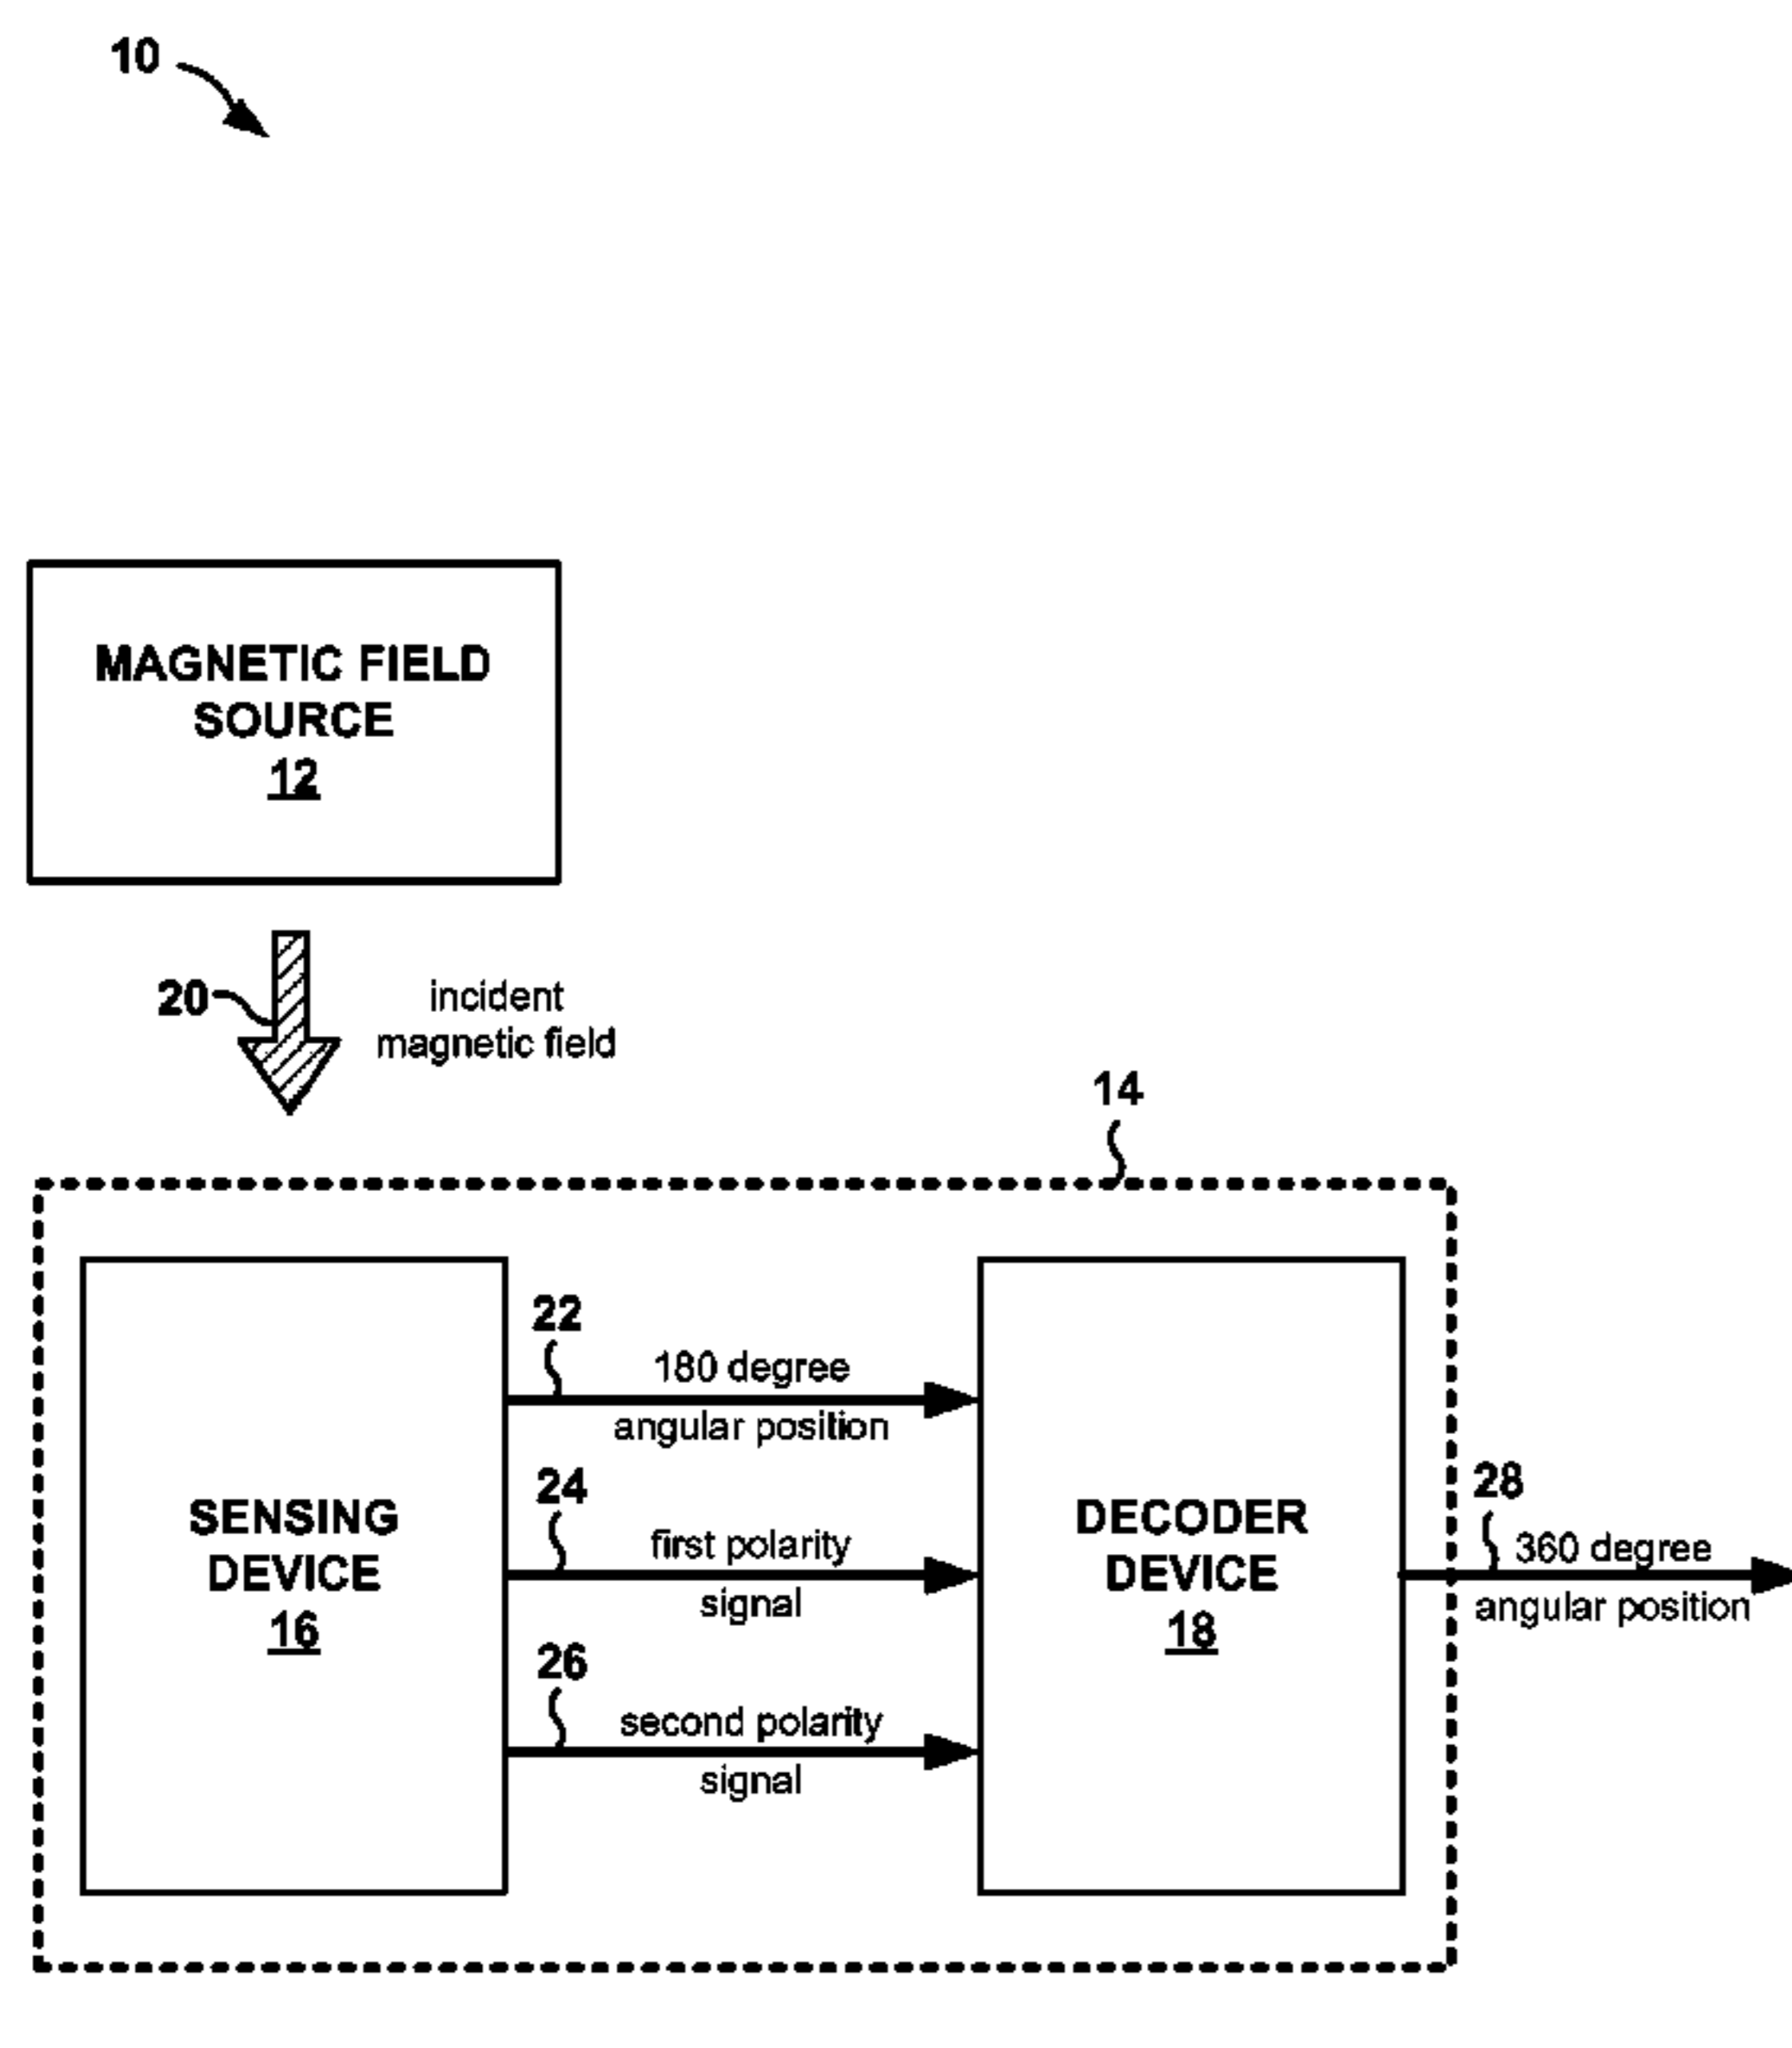 10
MAGNETIC FIELD
SOURCE
12
20
incident
magnetic field
14
22
180 degree
angular position
24
first polarity
signal
26
second polarity
signal
SENSING
DEVICE
16
DECODER
DEVICE
18
28
360 degree
angular position